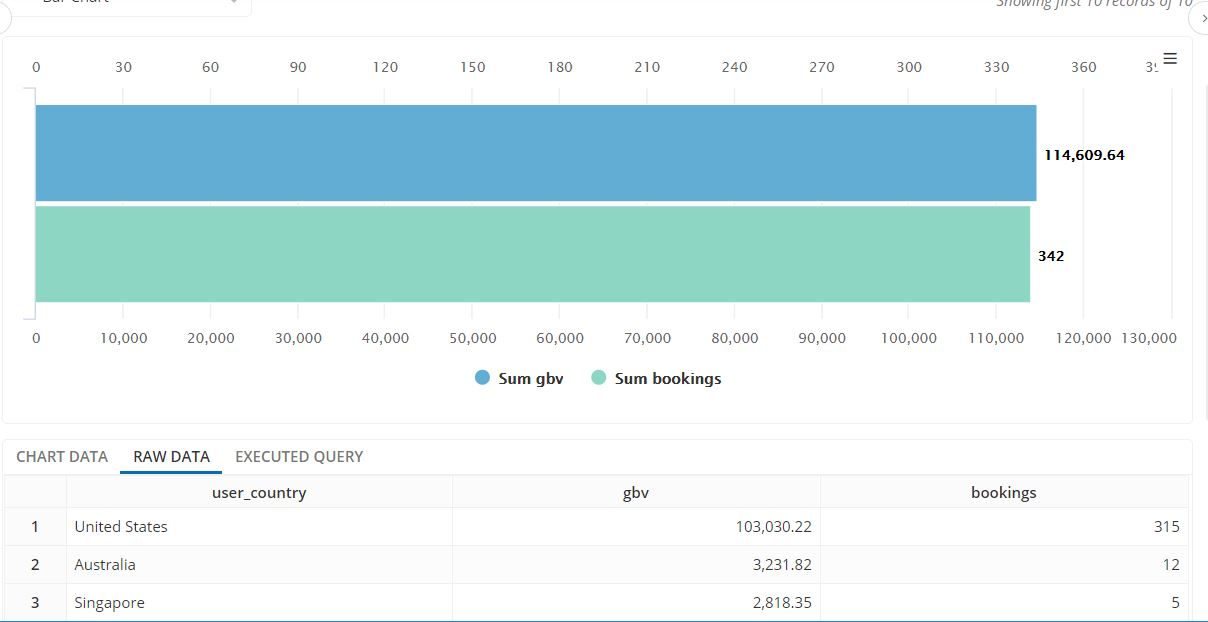 Bar Chart
Showing first 10 records of 10
0 30 60 90 120 150 180 210 240 270 300 330 360
114,609.64
342
0 10,000 20,000 30,000 40,000 50,000 60,000 70,000 80,000 90,000 100,000 110,000 120,000 130,000
Sum gbv Sum bookings
CHART DATA RAW DATA EXECUTED QUERY
user_country gbv bookings
1 United States 103,030.22 315
2 Australia 3,231.82 12
3 Singapore 2,818.35 5